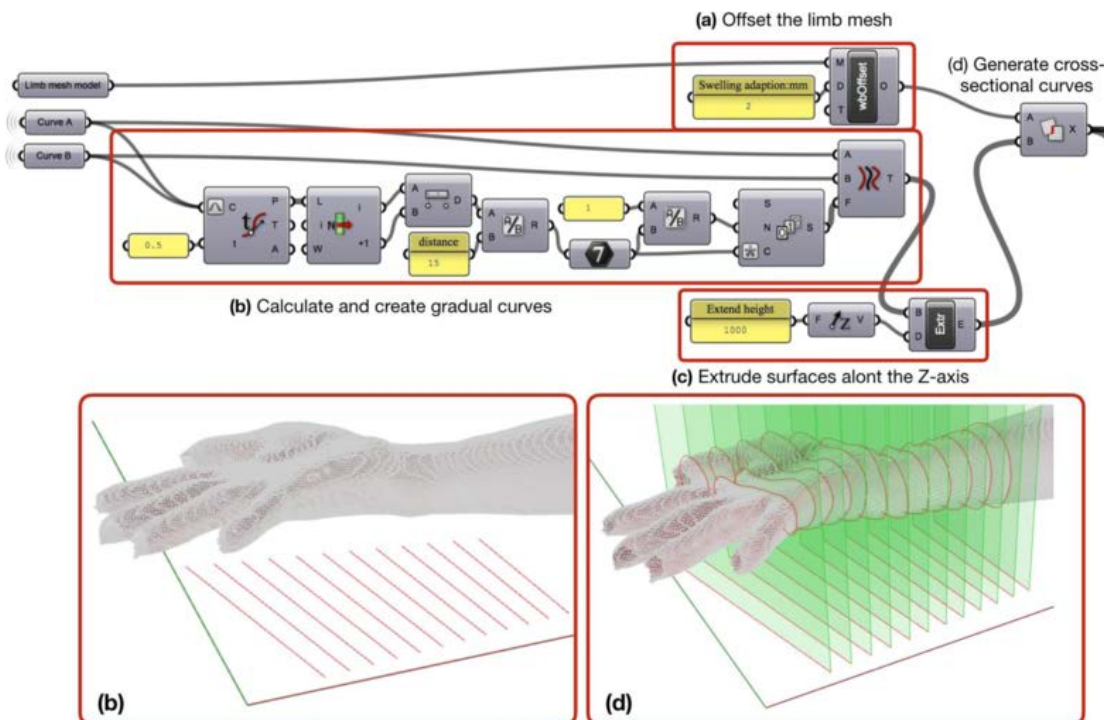 (a) Offset the limb mesh
Limb mesh model
Swelling adaption:mm
2
M
D
T
wbOffset
O
(d) Generate cross-
sectional curves
A
B
X
Curve A
Curve B
A
B
F
T
0.5
C
t
P
T
A
L
i N
W
i
+1
A
B
D
distance
15
A
B
A/B
R
7
1
A
B
A/B
R
S
N
C
S
(b) Calculate and create gradual curves
Extend height
1000
F
Z
V
B
D
Extr
E
(c) Extrude surfaces alont the Z-axis
(b)
(d)